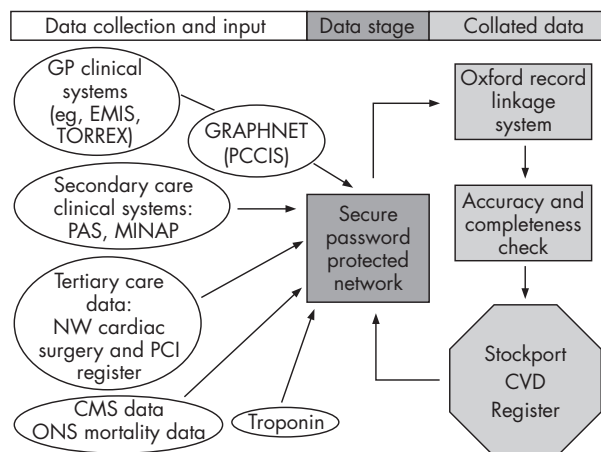 Data collection and input
Data stage
Collated data
GP clinical
systems
(eg, EMIS,
TORREX)
GRAPHNET
(PCCIS)
Secondary care
clinical systems:
PAS, MINAP
Tertiary care
data:
NW cardiac
surgery and PCI
register
CMS data
ONS mortality data
Troponin
Secure
password
protected
network
Oxford record
linkage
system
Accuracy and
completeness
check
Stockport
CVD
Register